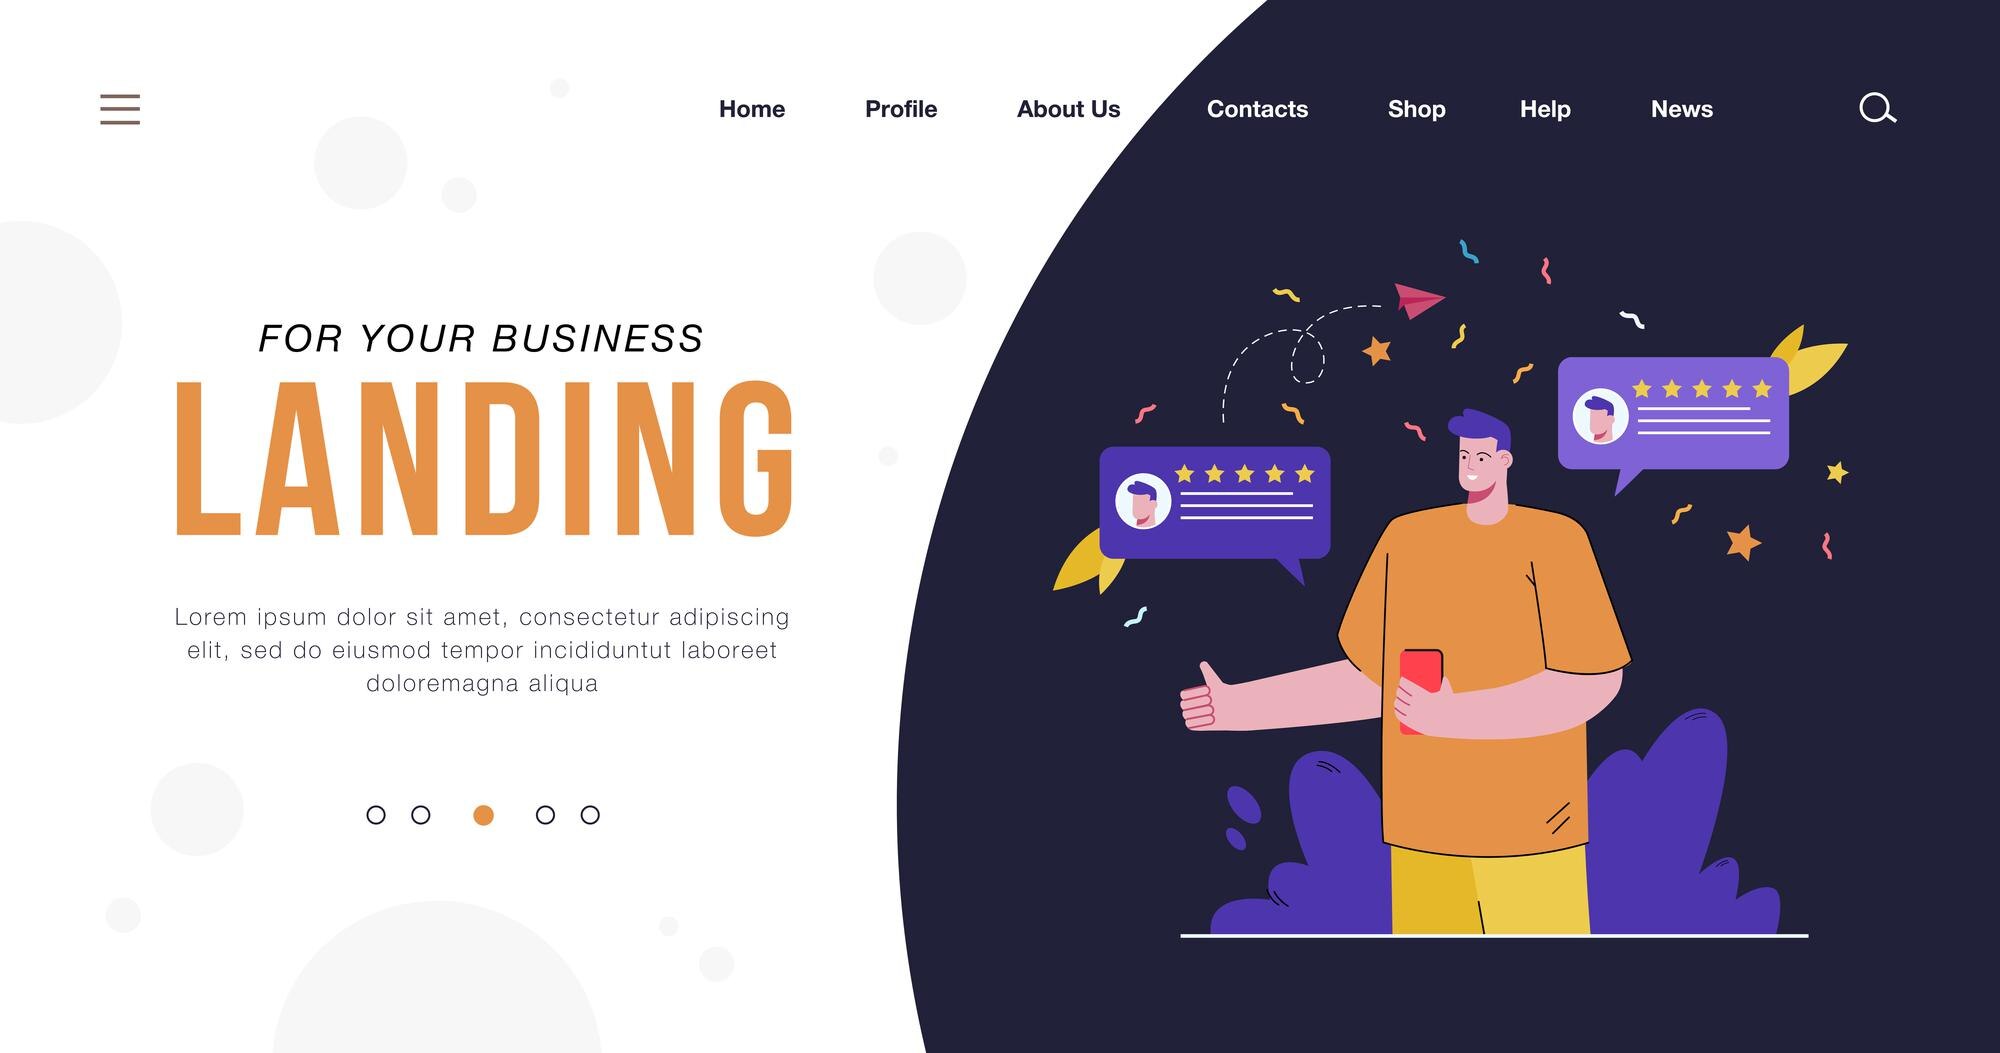 Home Profile About Us Contacts Shop Help News
FOR YOUR BUSINESS
LANDING
Lorem ipsum dolor sit amet, consectetur adipiscing
elit, sed do eiusmod tempor incididuntut laboreet
doloremagna aliqua